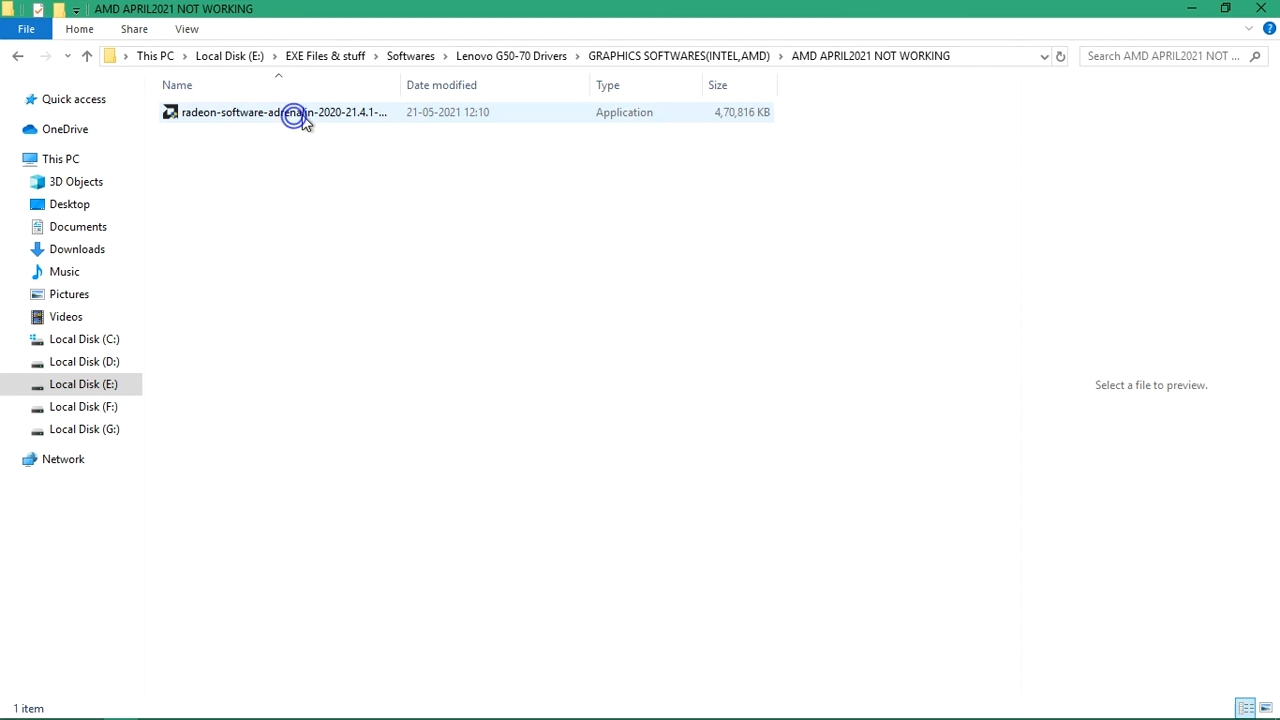 AMD APRIL2021 NOT WORKING
File Home Share View
This PC Local Disk (E:) EXE Files & stuff Softwares Lenovo G50-70 Drivers GRAPHICS SOFTWARES(INTEL,AMD) AMD APRIL2021 NOT WORKING Search AMD APRIL2021 NOT ...
Name Date modified Type Size
radeon-software-adrenalin-2020-21.4.1-... 21-05-2021 12:10 Application 4,70,816 KB
Quick access
OneDrive
This PC
3D Objects
Desktop
Documents
Downloads
Music
Pictures
Videos
Local Disk (C:)
Local Disk (D:)
Local Disk (E:)
Local Disk (F:)
Local Disk (G:)
Network
Select a file to preview.
1 item